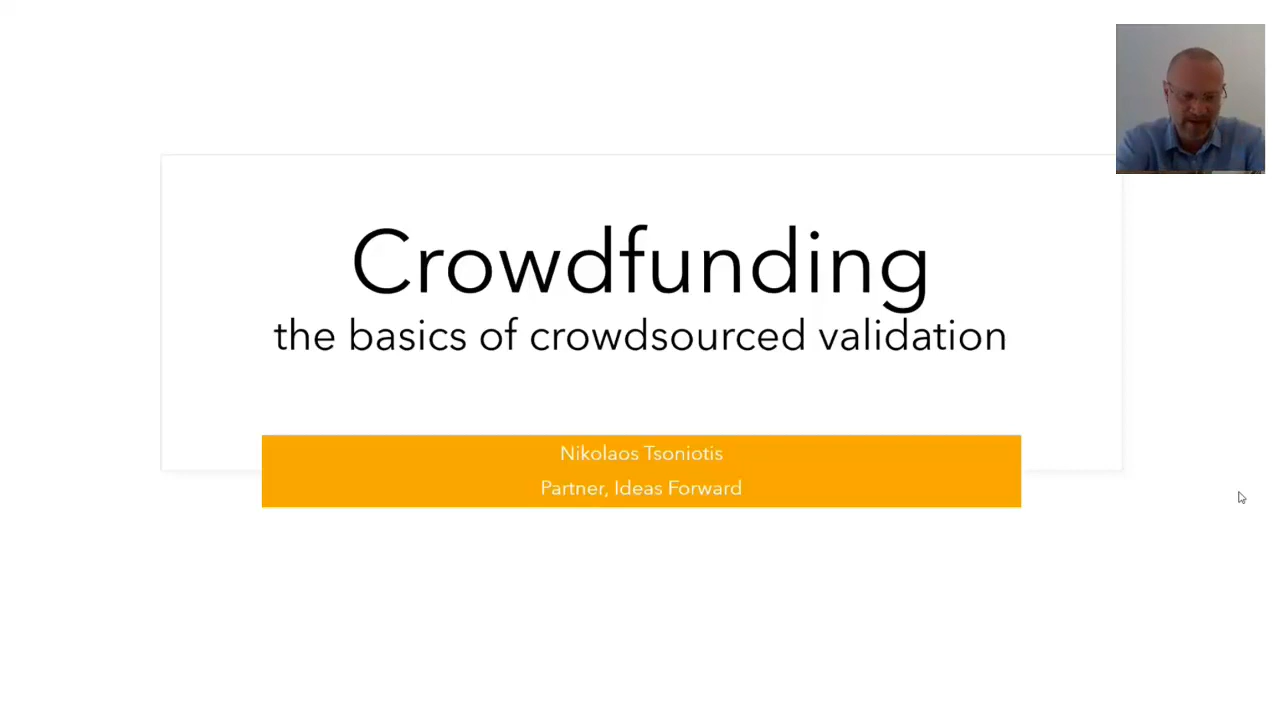 Crowdfunding
the basics of crowdsourced validation
Nikolaos Tsoniotis
Partner, Ideas Forward